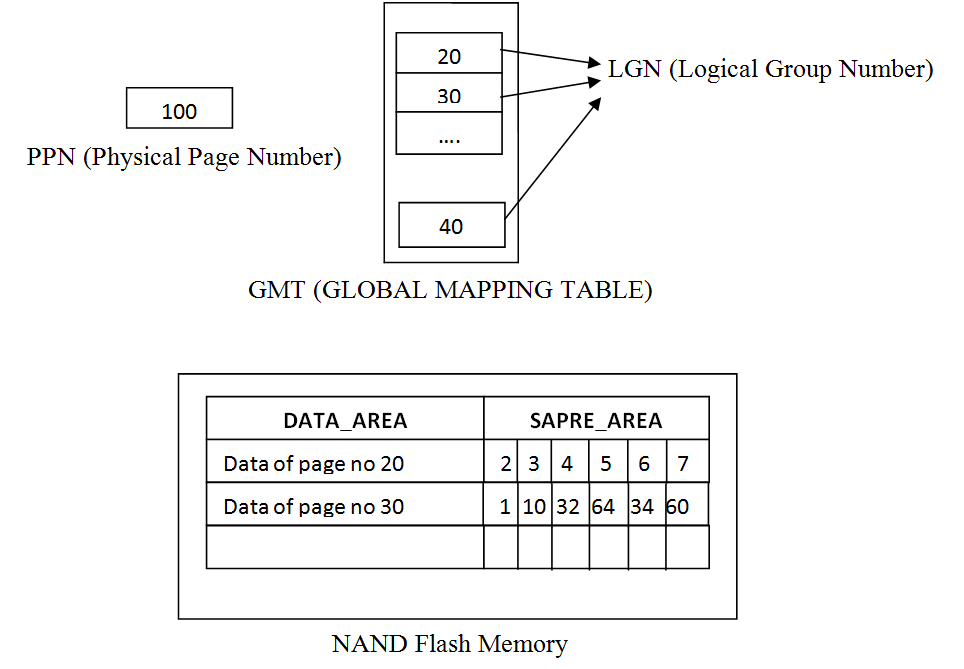 20
LGN (Logical Group Number)
30
100
....
PPN (Physical Page Number)
40
GMT (GLOBAL MAPPING TABLE)
DATA_AREA SAPRE_AREA
Data of page no 20 2 3 4 5 6 7
Data of page no 30 1 10 32 64 34 60
NAND Flash Memory